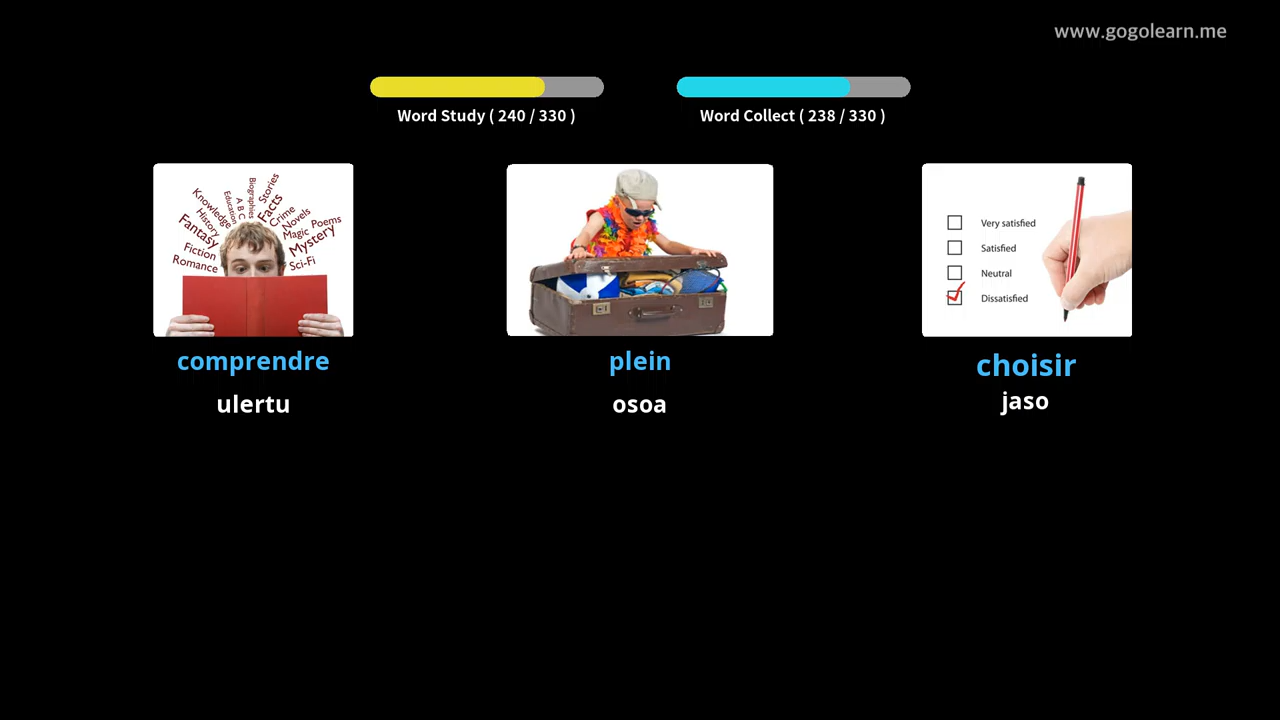 www.gogolearn.me
Word Study ( 240 / 330 )
Word Collect ( 238 / 330 )
Knowledge
History
Fantasy
Fiction
Romance
Education
A B C
Biographies
Stories
Facts
Crime
Novels
Magic
Poems
Mystery
Sci-Fi
Very satisfied
Satisfied
Neutral
Dissatisfied
comprendre
plein
choisir
ulertu
osoa
jaso